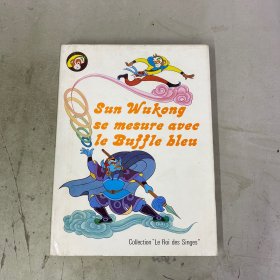 Sun Wukong
se mesure avec
le Buffle bleu
Collection "Le Roi des Singes"